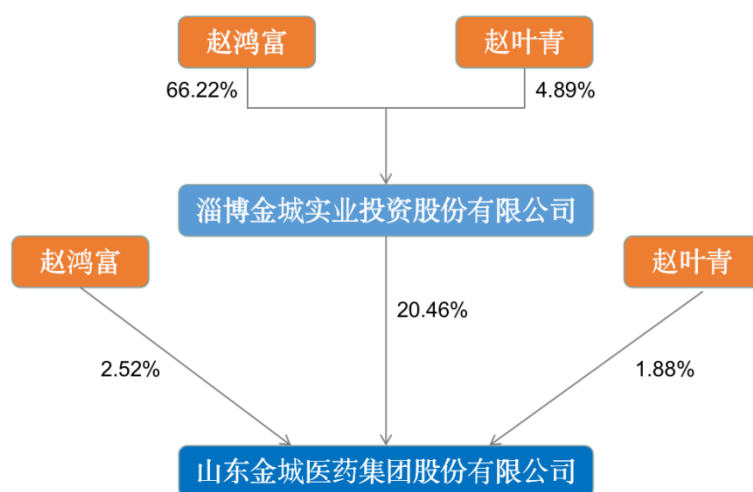 赵鸿富
赵叶青
66.22%
4.89%
淄博金城实业投资股份有限公司
赵鸿富
赵叶青
20.46%
2.52%
1.88%
山东金城医药集团股份有限公司